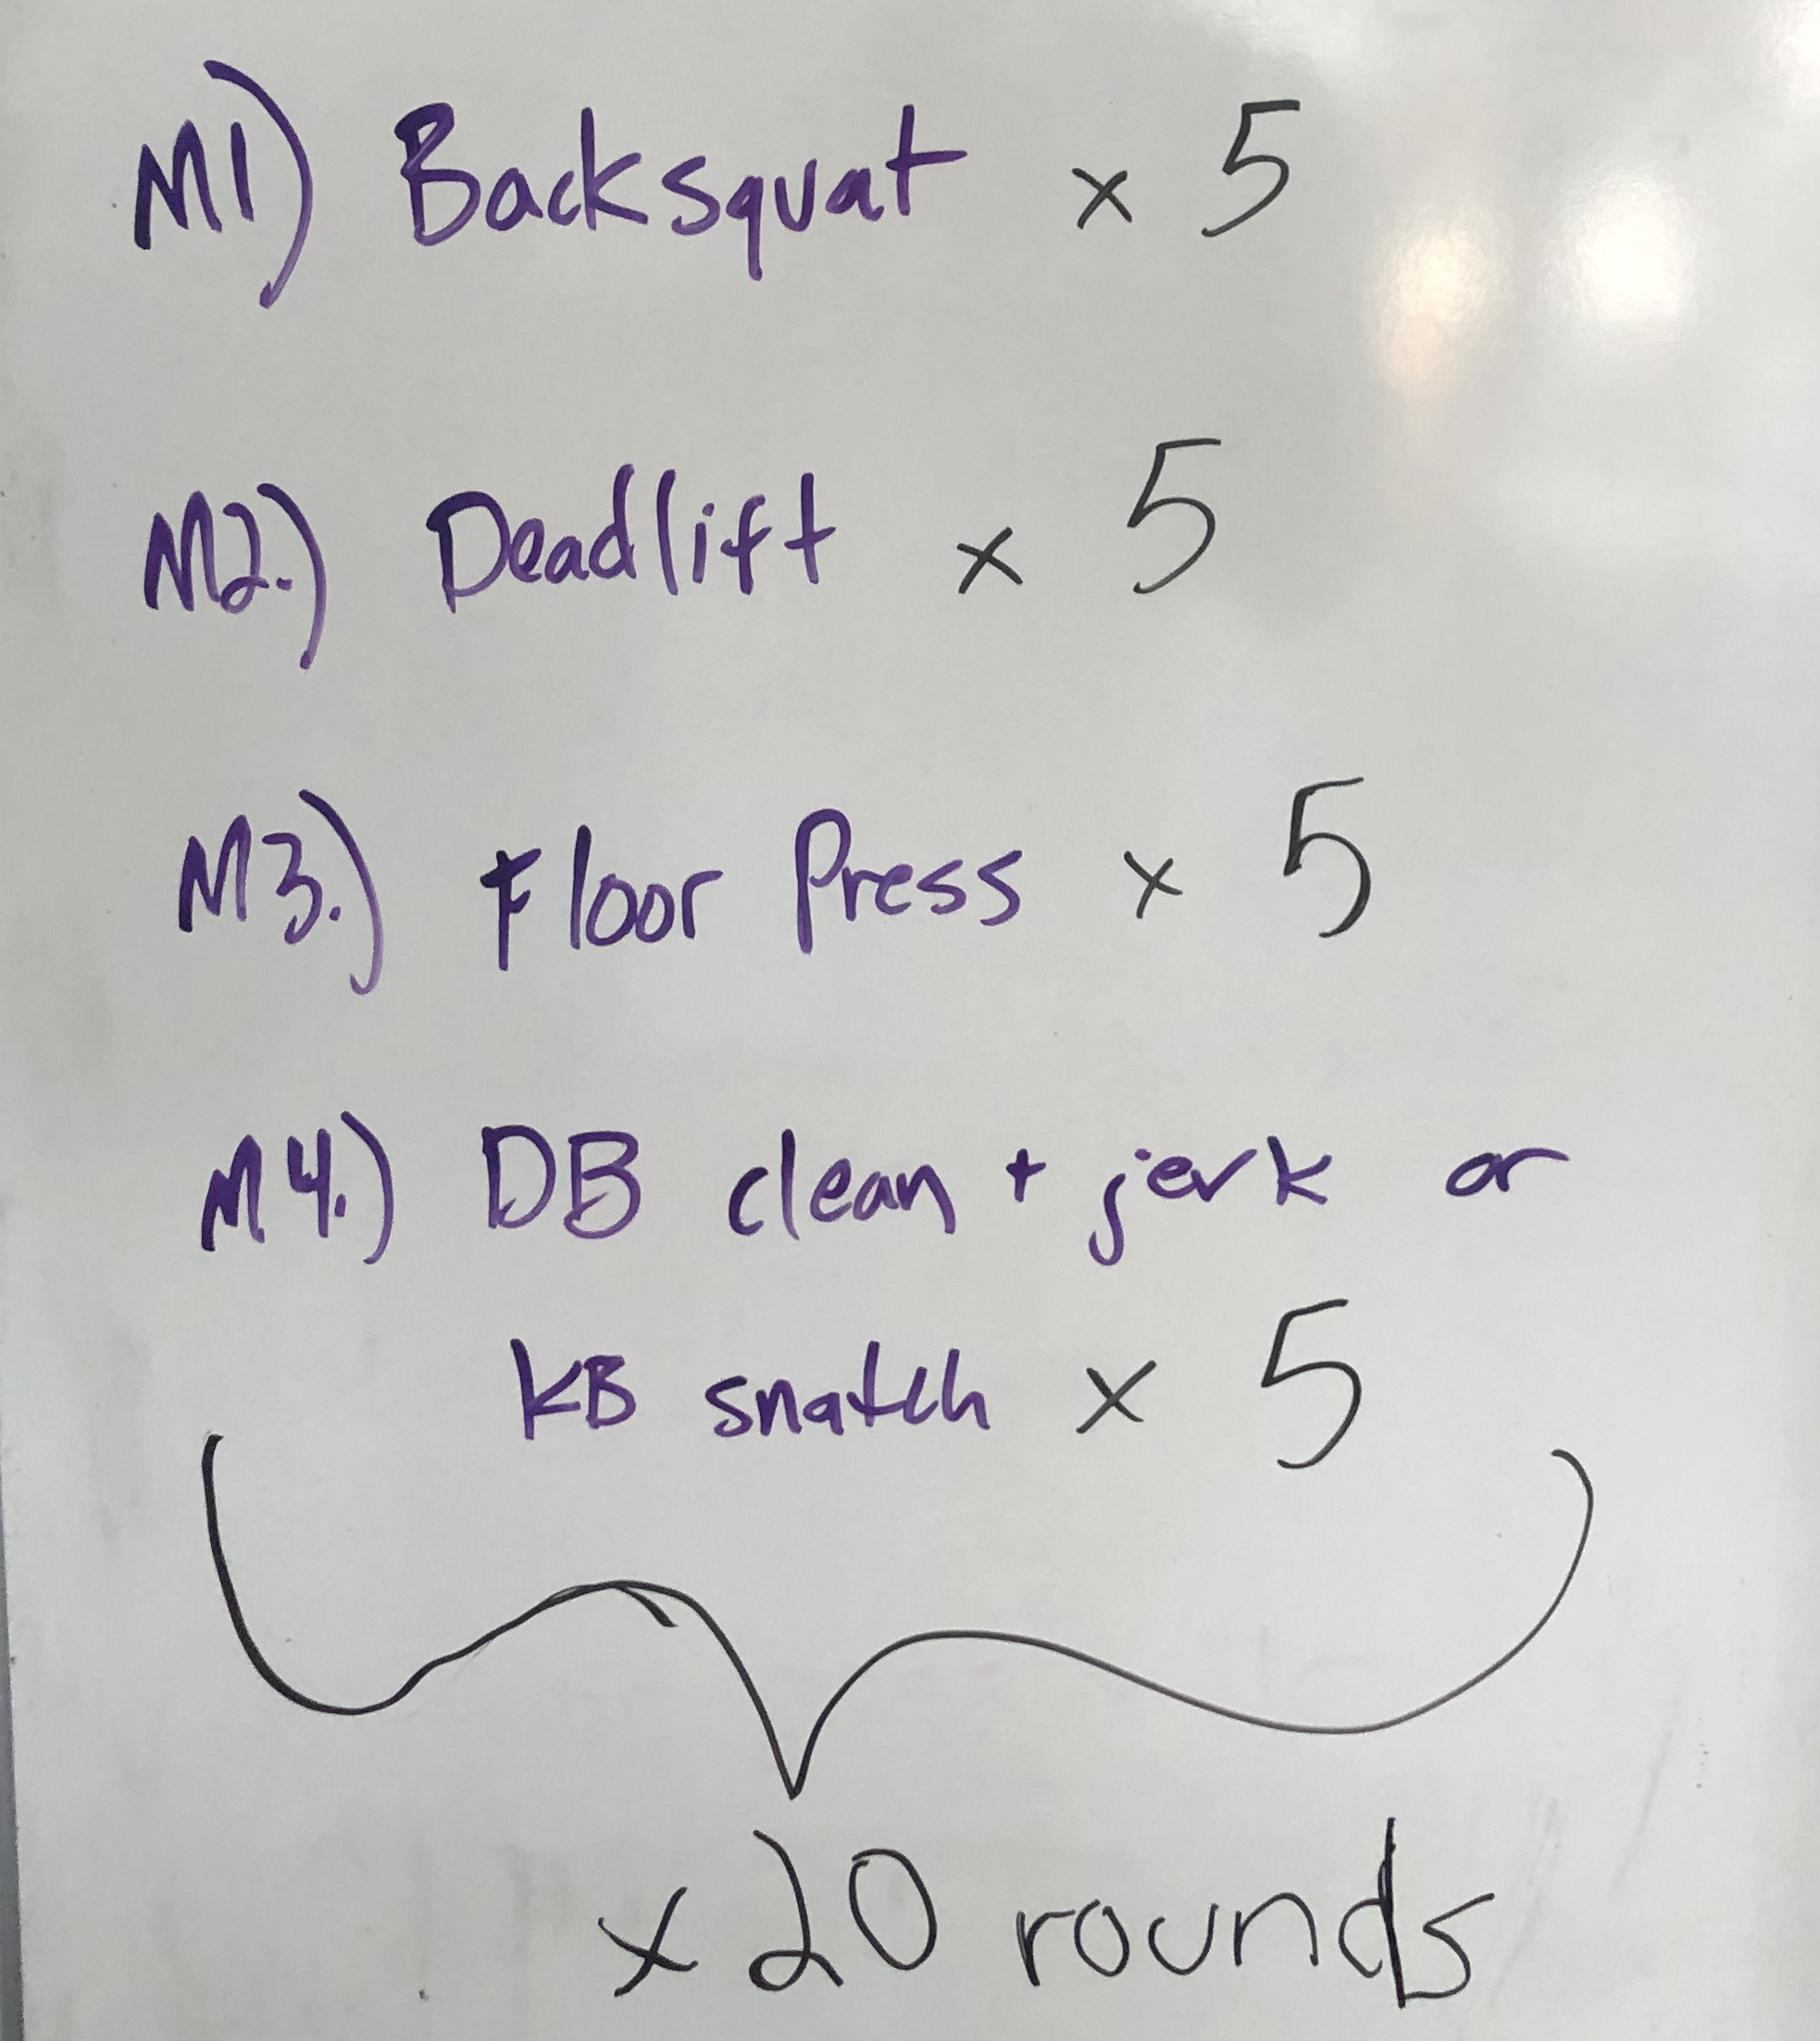 M1) Backsquat x 5
M2.) Deadlift x 5
M3.) Floor Press x 5
M4.) DB clean + jerk or
KB snatch x 5
x 20 rounds